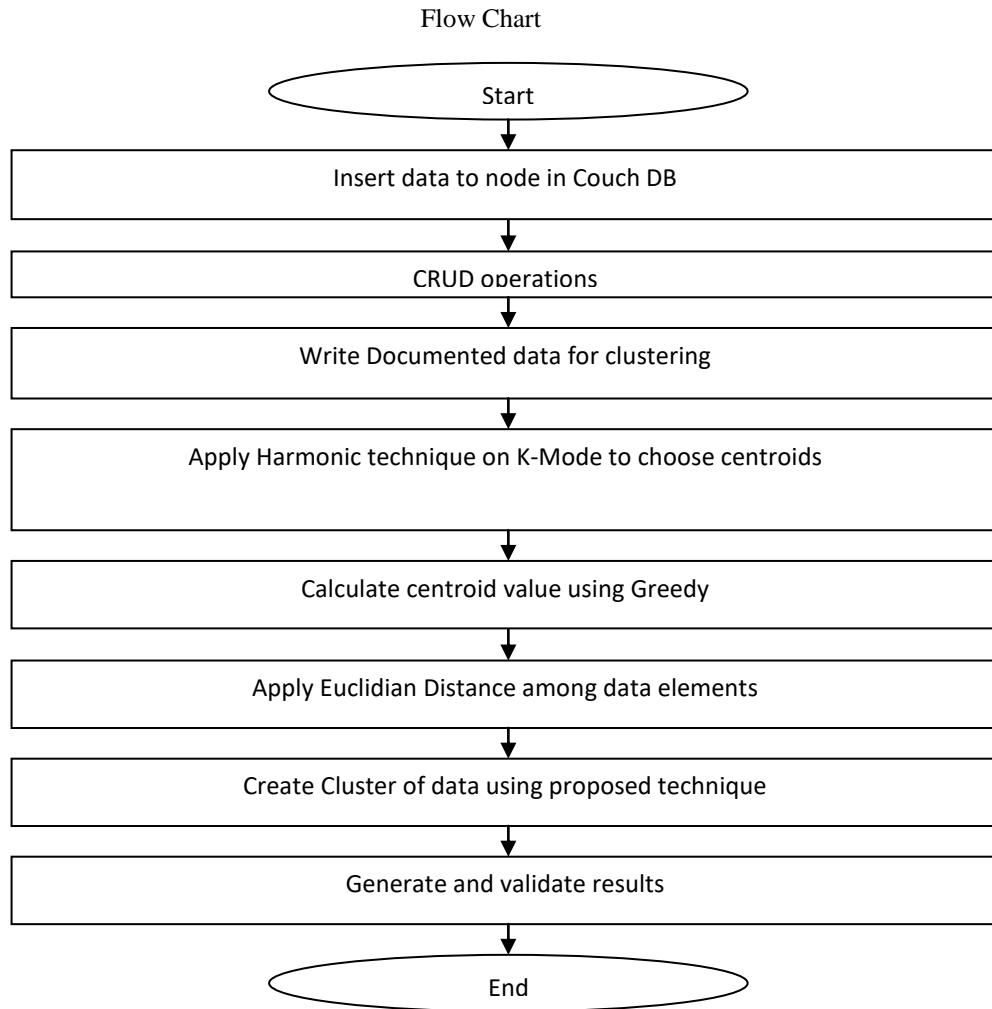 Flow Chart
Start
Insert data to node in Couch DB
CRUD operations
Write Documented data for clustering
Apply Harmonic technique on K-Mode to choose centroids
Calculate centroid value using Greedy
Apply Euclidian Distance among data elements
Create Cluster of data using proposed technique
Generate and validate results
End